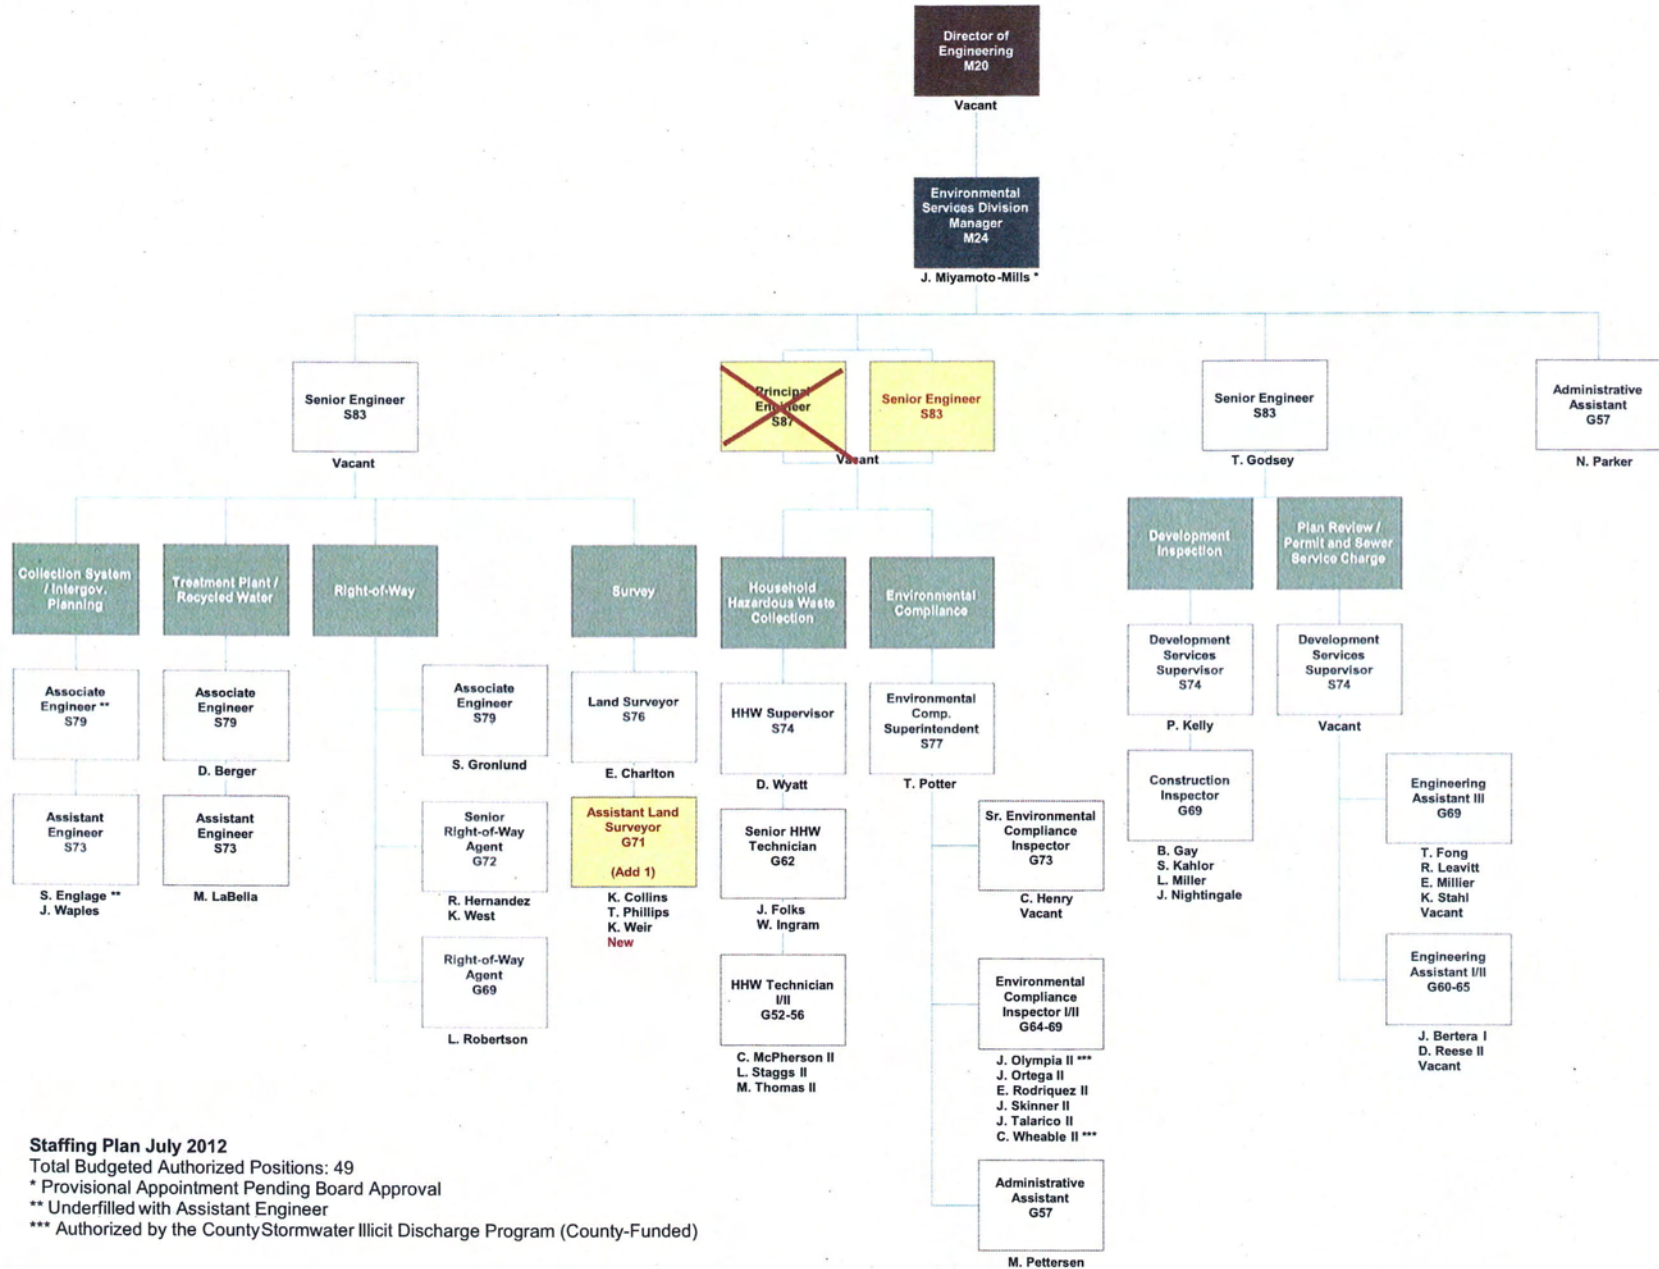 Director of
Engineering
M20
Vacant
Environmental
Services Division
Manager
M24
J. Miyamoto-Mills *
Senior Engineer
S83
Vacant
Principal
Engineer
S87
Senior Engineer
S83
Vacant
Senior Engineer
S83
T. Godsey
Administrative
Assistant
G57
N. Parker
Collection System
/ Intergov.
Planning
Associate
Engineer **
S79
Assistant
Engineer
S73
S. Englage **
J. Waples
Treatment Plant /
Recycled Water
Associate
Engineer
S79
D. Berger
Assistant
Engineer
S73
M. LaBella
Right-of-Way
Associate
Engineer
S79
S. Gronlund
Senior
Right-of-Way
Agent
G72
R. Hernandez
K. West
Right-of-Way
Agent
G69
L. Robertson
Survey
Land Surveyor
S76
E. Charlton
Assistant Land
Surveyor
G71
(Add 1)
K. Collins
T. Phillips
K. Weir
New
Household
Hazardous Waste
Collection
HHW Supervisor
S74
D. Wyatt
Senior HHW
Technician
G62
J. Folks
W. Ingram
HHW Technician
I/II
G52-56
C. McPherson II
L. Staggs II
M. Thomas II
Environmental
Compliance
Environmental
Comp.
Superintendent
S77
T. Potter
Sr. Environmental
Compliance
Inspector
G73
C. Henry
Vacant
Environmental
Compliance
Inspector I/II
G64-69
J. Olympia II ***
J. Ortega II
E. Rodriquez II
J. Skinner II
J. Talarico II
C. Wheable II ***
Administrative
Assistant
G57
M. Pettersen
Development
Inspection
Development
Services
Supervisor
S74
P. Kelly
Construction
Inspector
G69
B. Gay
S. Kahlor
L. Miller
J. Nightingale
Plan Review /
Permit and Sewer
Service Charge
Development
Services
Supervisor
S74
Vacant
Engineering
Assistant III
G69
T. Fong
R. Leavitt
E. Millier
K. Stahl
Vacant
Engineering
Assistant I/II
G60-65
J. Bertera I
D. Reese II
Vacant
Staffing Plan July 2012
Total Budgeted Authorized Positions: 49
* Provisional Appointment Pending Board Approval
** Underfilled with Assistant Engineer
*** Authorized by the CountyStormwater Illicit Discharge Program (County-Funded)